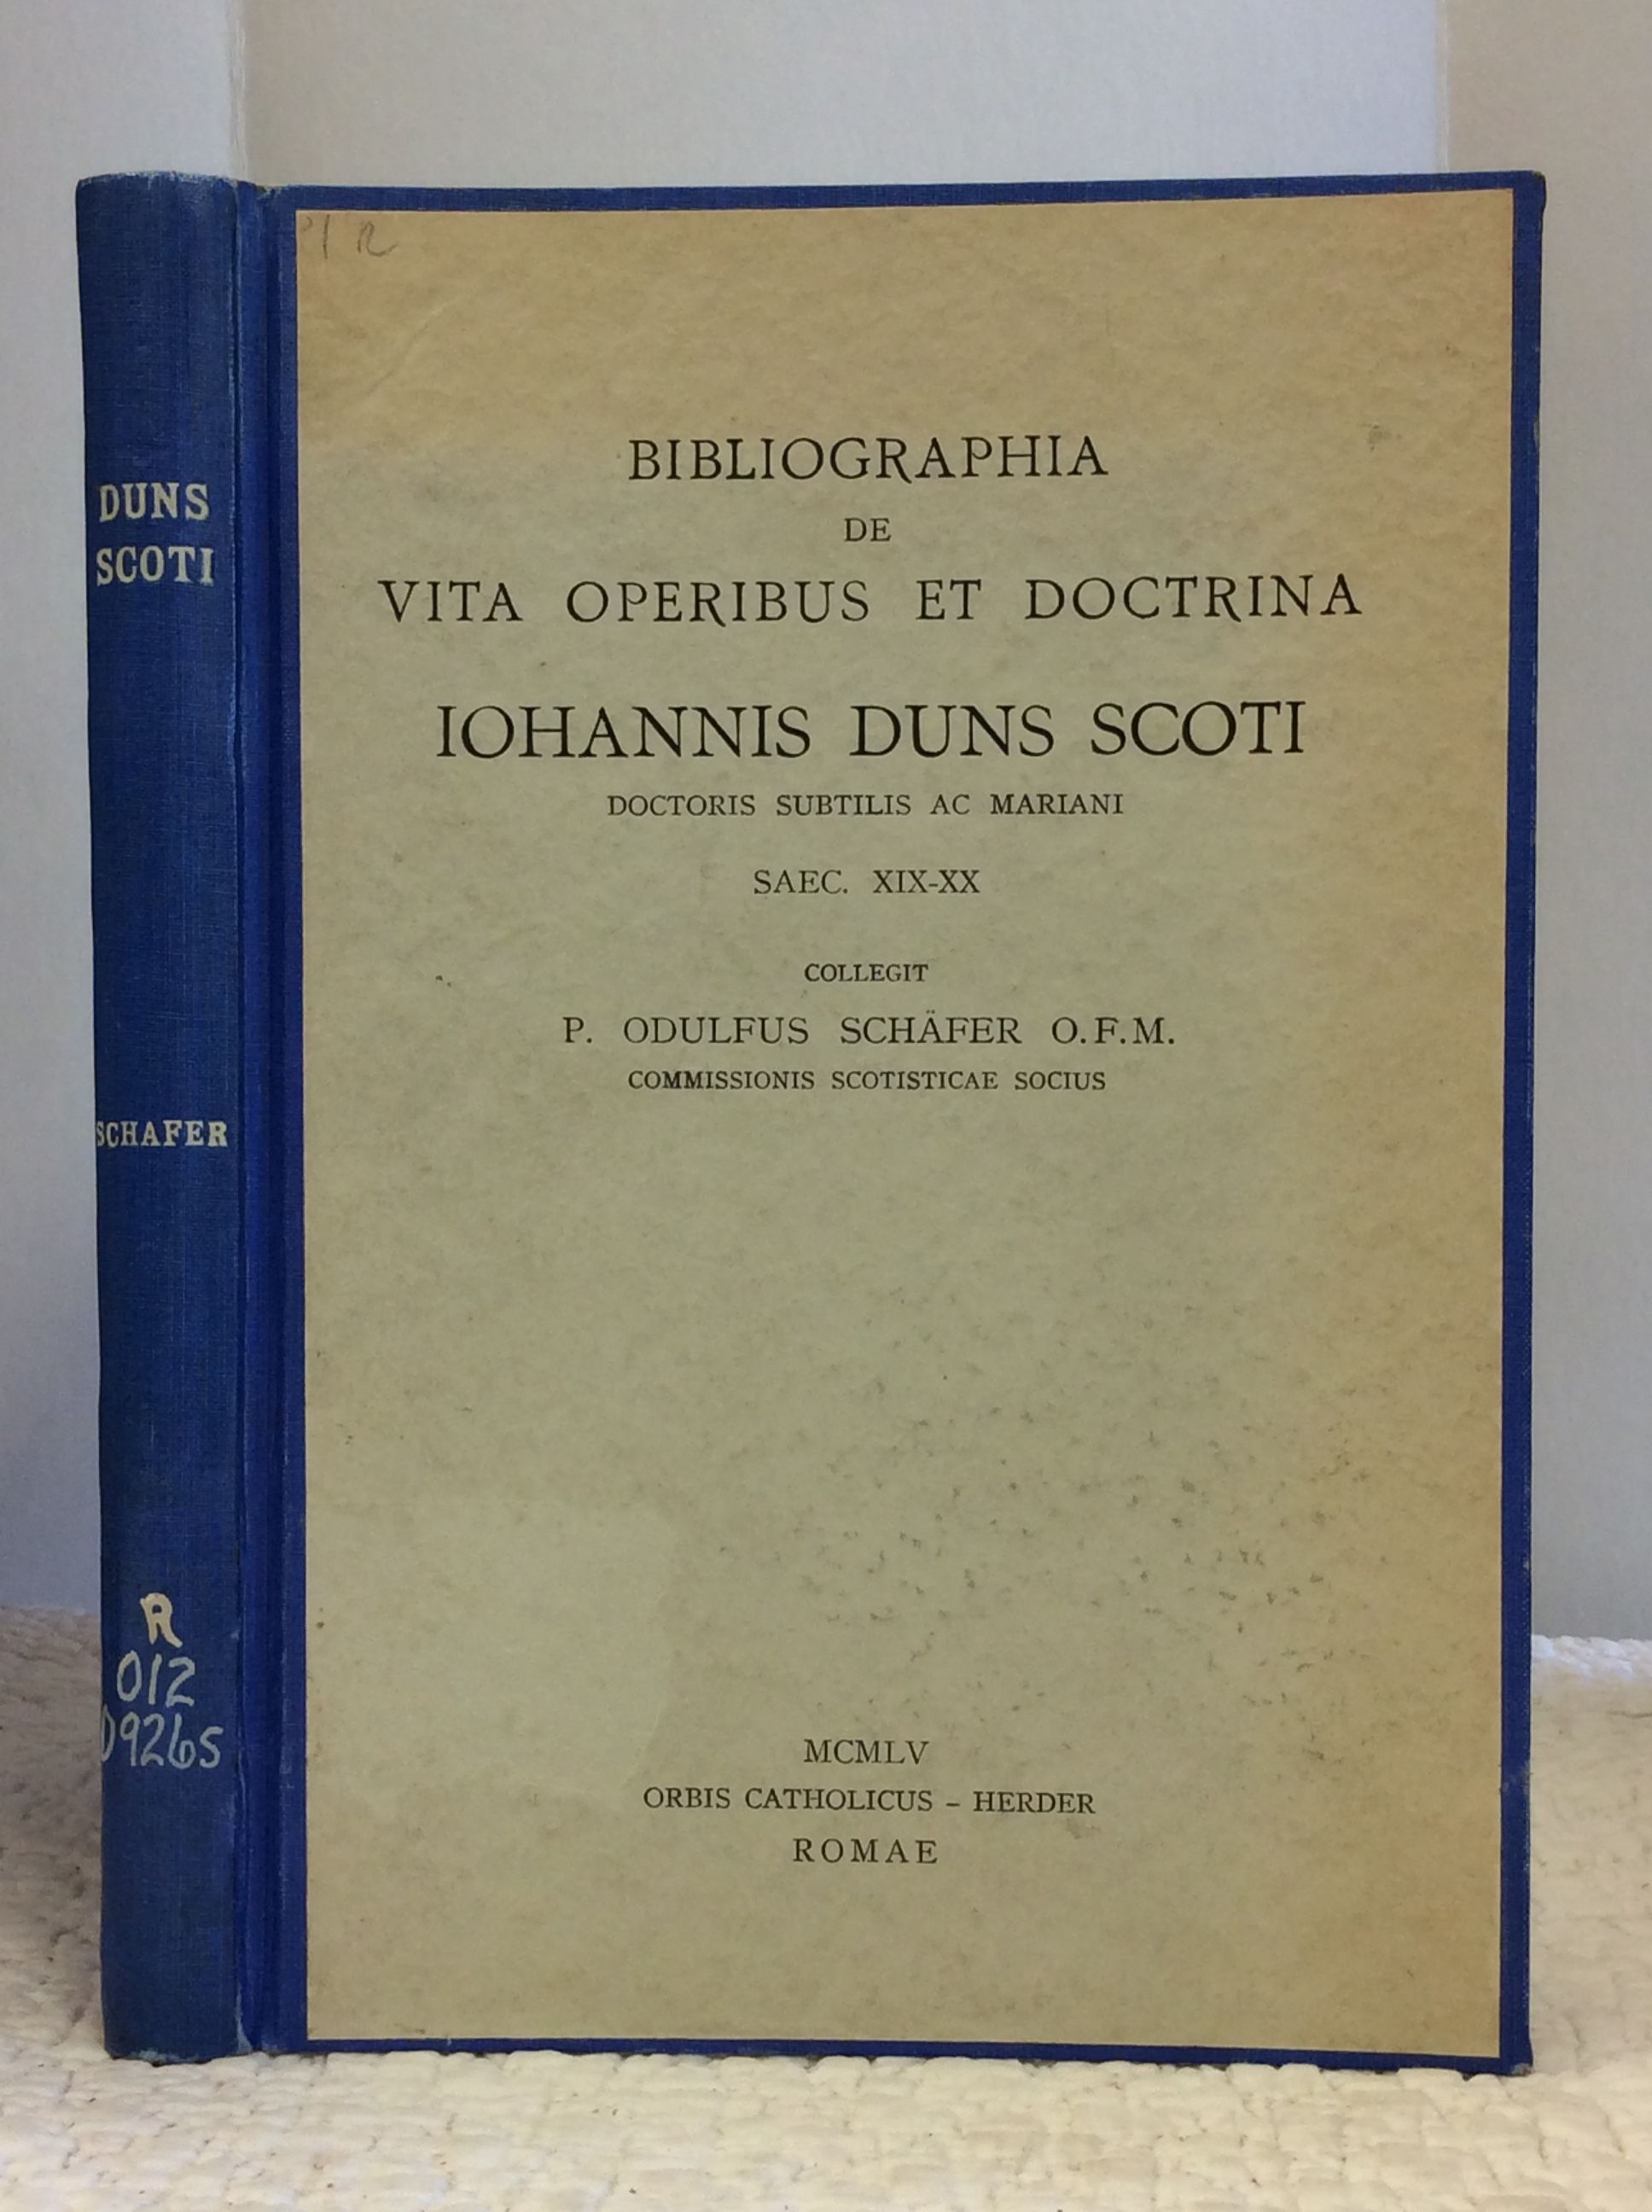 DUNS
SCOTI
SCHAFER
R
012
D926s
R
BIBLIOGRAPHIA
DE
VITA OPERIBUS ET DOCTRINA
IOHANNIS DUNS SCOTI
DOCTORIS SUBTILIS AC MARIANI
SAEC. XIX-XX
COLLEGIT
P. ODULFUS SCHÄFER O.F.M.
COMMISSIONIS SCOTISTICAE SOCIUS
MCMLV
ORBIS CATHOLICUS – HERDER
ROMAE